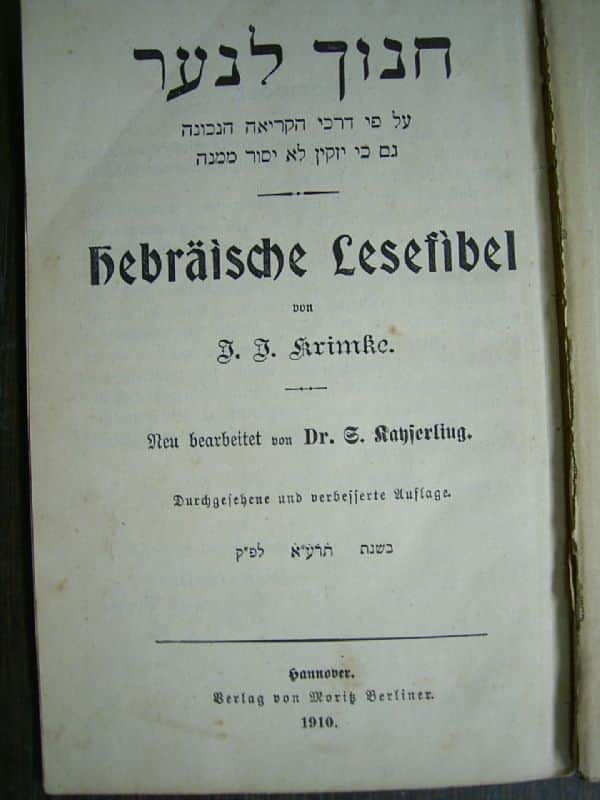 חנוך לנער
על פי דרכי הקריאה הנכונה
גם כי יזקין לא יסור ממנה
Hebräische Lesefibel
von
J. J. Krimke.
Neu bearbeitet von Dr. S. Kayserling.
Durchgesehene und verbesserte Auflage.
בשנת תרע״א לפ״ק
Hannover.
Verlag von Moritz Berliner.
1910.